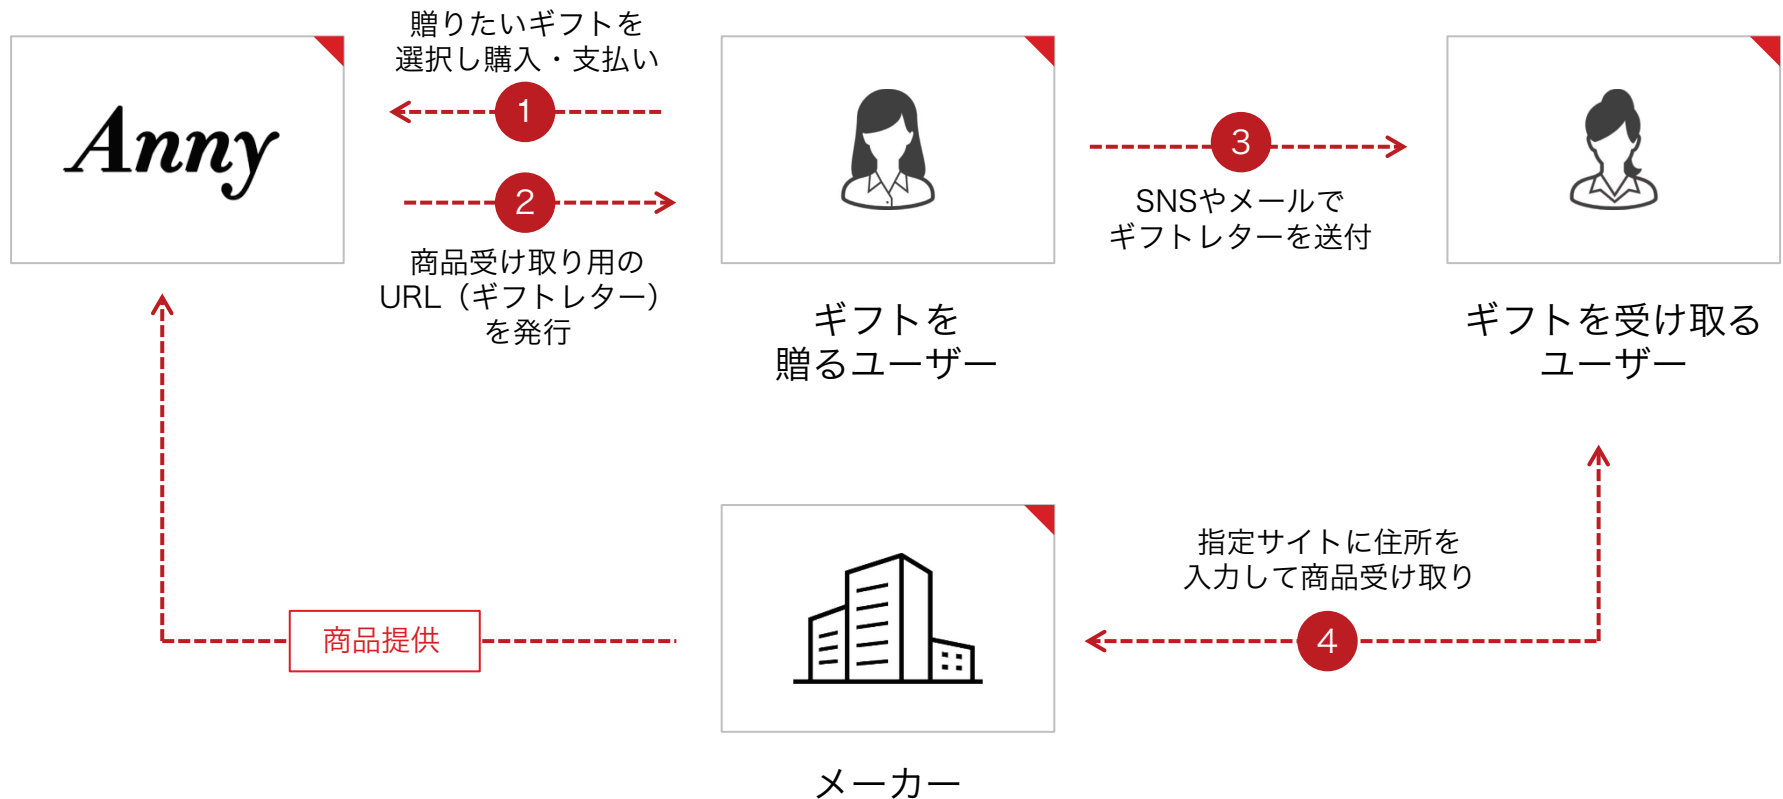 贈りたいギフトを
選択し購入・支払い
1
Anny
2
商品受け取り用の
URL（ギフトレター）
を発行
ギフトを
贈るユーザー
3
SNSやメールで
ギフトレターを送付
ギフトを受け取る
ユーザー
指定サイトに住所を
入力して商品受け取り
4
商品提供
メーカー